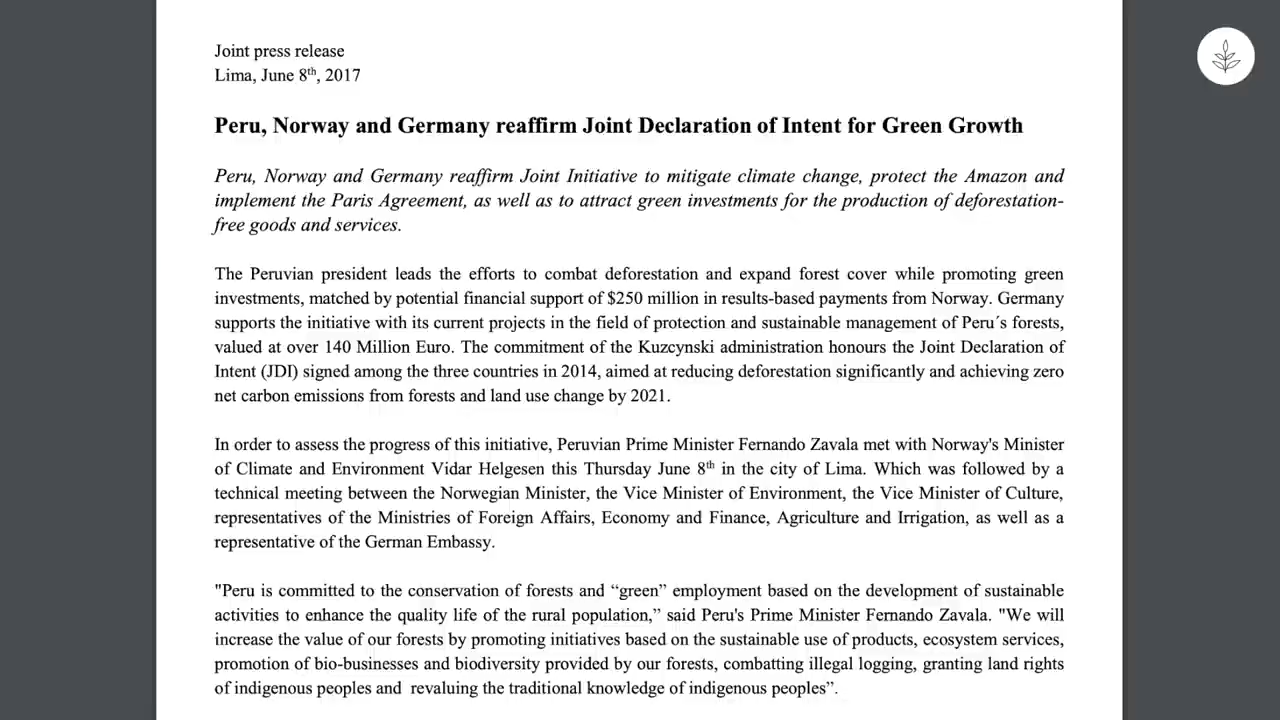 Joint press release
Lima, June 8th, 2017
Peru, Norway and Germany reaffirm Joint Declaration of Intent for Green Growth
Peru, Norway and Germany reaffirm Joint Initiative to mitigate climate change, protect the Amazon and
implement the Paris Agreement, as well as to attract green investments for the production of deforestation-
free goods and services.
The Peruvian president leads the efforts to combat deforestation and expand forest cover while promoting green
investments, matched by potential financial support of $250 million in results-based payments from Norway. Germany
supports the initiative with its current projects in the field of protection and sustainable management of Peru´s forests,
valued at over 140 Million Euro. The commitment of the Kuzcynski administration honours the Joint Declaration of
Intent (JDI) signed among the three countries in 2014, aimed at reducing deforestation significantly and achieving zero
net carbon emissions from forests and land use change by 2021.
In order to assess the progress of this initiative, Peruvian Prime Minister Fernando Zavala met with Norway's Minister
of Climate and Environment Vidar Helgesen this Thursday June 8th in the city of Lima. Which was followed by a
technical meeting between the Norwegian Minister, the Vice Minister of Environment, the Vice Minister of Culture,
representatives of the Ministries of Foreign Affairs, Economy and Finance, Agriculture and Irrigation, as well as a
representative of the German Embassy.
"Peru is committed to the conservation of forests and “green” employment based on the development of sustainable
activities to enhance the quality life of the rural population,” said Peru's Prime Minister Fernando Zavala. "We will
increase the value of our forests by promoting initiatives based on the sustainable use of products, ecosystem services,
promotion of bio-businesses and biodiversity provided by our forests, combatting illegal logging, granting land rights
of indigenous peoples and revaluing the traditional knowledge of indigenous peoples”.